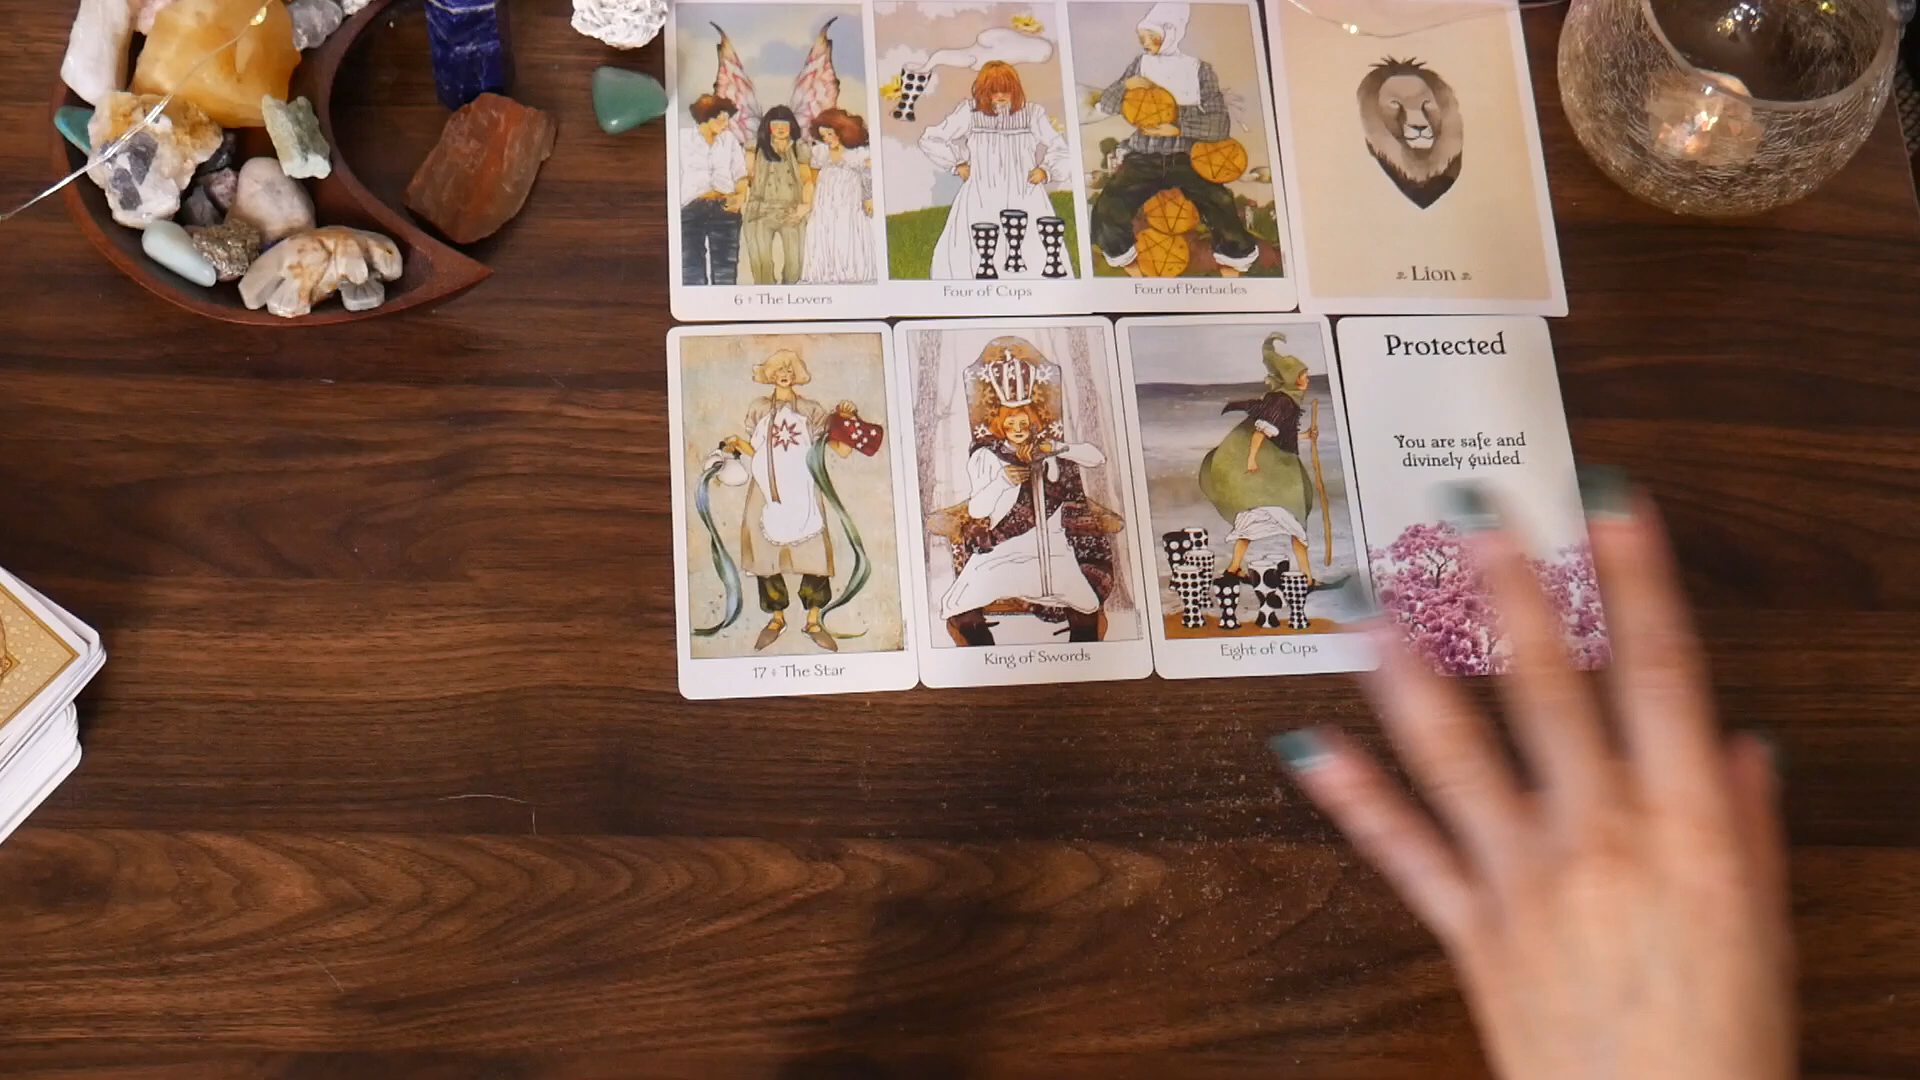 6 ♦ The Lovers
Four of Cups
Four of Pentacles
Lion
17 ♦ The Star
King of Swords
Eight of Cups
Protected
You are safe and
divinely guided.